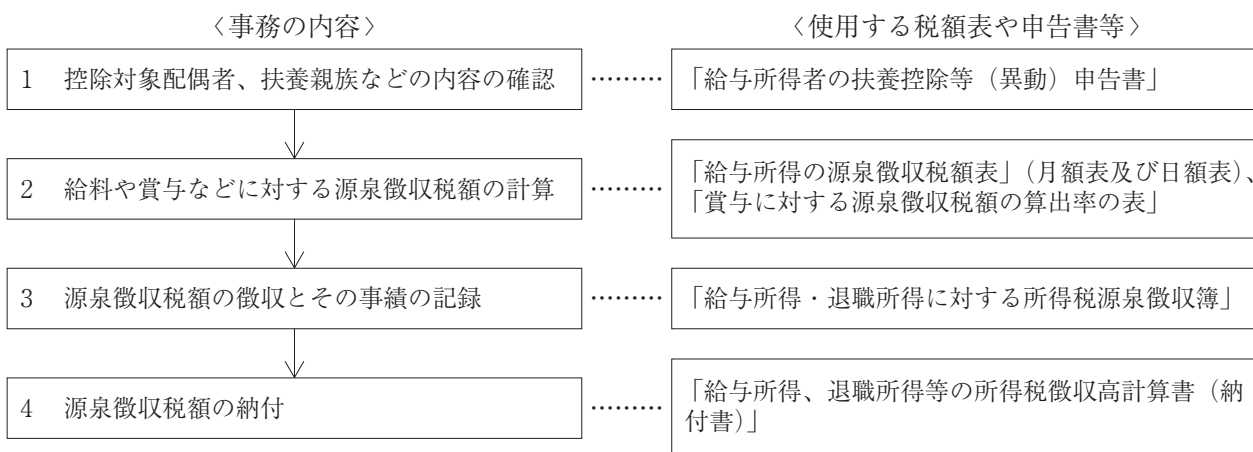 〈事務の内容〉
〈使用する税額表や申告書等〉
1 控除対象配偶者、扶養親族などの内容の確認
………
「給与所得者の扶養控除等（異動）申告書」
2 給料や賞与などに対する源泉徴収税額の計算
………
「給与所得の源泉徴収税額表」（月額表及び日額表）、
「賞与に対する源泉徴収税額の算出率の表」
3 源泉徴収税額の徴収とその事績の記録
………
「給与所得・退職所得に対する所得税源泉徴収簿」
4 源泉徴収税額の納付
………
「給与所得、退職所得等の所得税徴収高計算書（納
付書）」